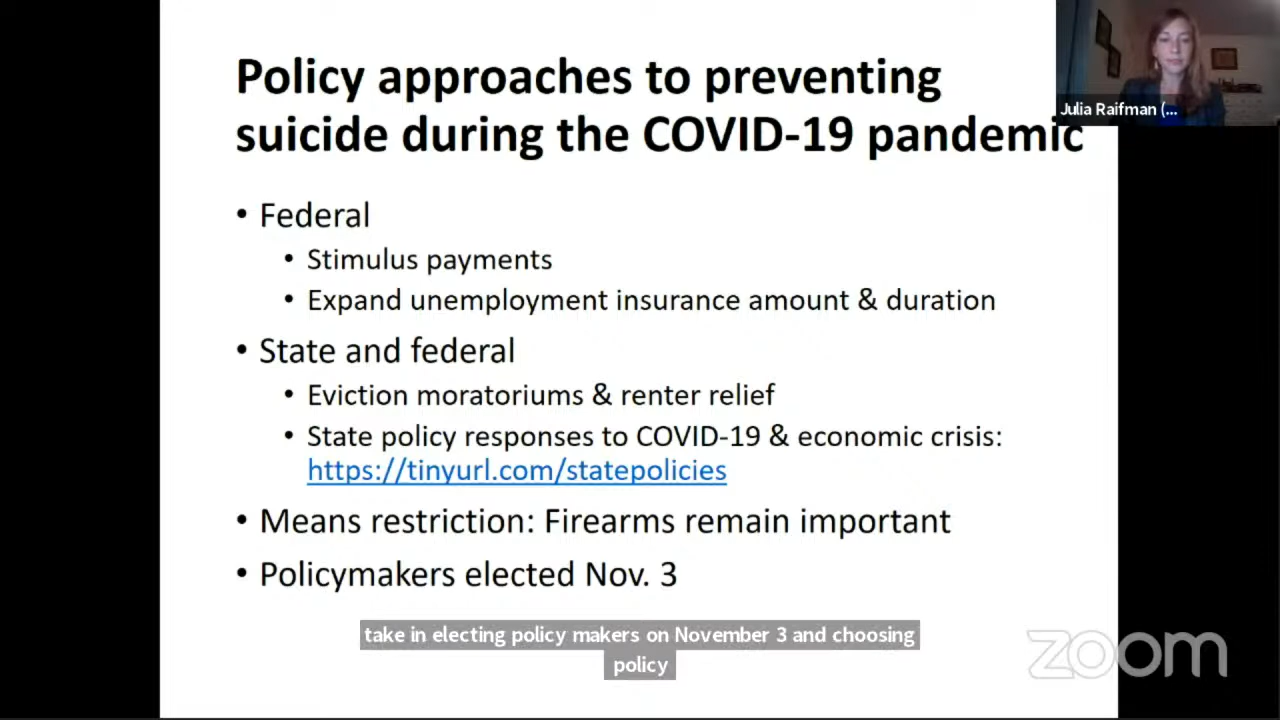 Policy approaches to preventing
suicide during the COVID-19 pandemic
Julia Raifman (...
• Federal
• Stimulus payments
• Expand unemployment insurance amount & duration
• State and federal
• Eviction moratoriums & renter relief
• State policy responses to COVID-19 & economic crisis:
https://tinyurl.com/statepolicies
• Means restriction: Firearms remain important
• Policymakers elected Nov. 3
take in electing policy makers on November 3 and choosing
policy
zoom